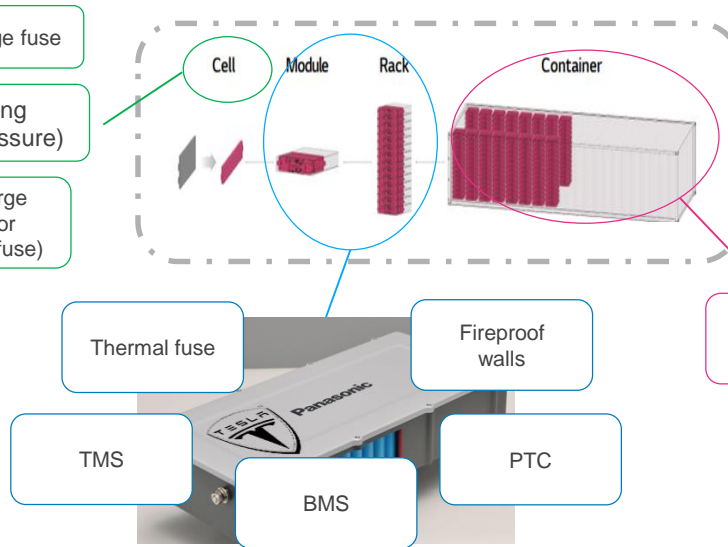 ge fuse
ing
ssure)
rge
or
fuse)
Cell
Module
Rack
Container
Thermal fuse
Fireproof
walls
Panasonic
TESLA
TMS
PTC
BMS